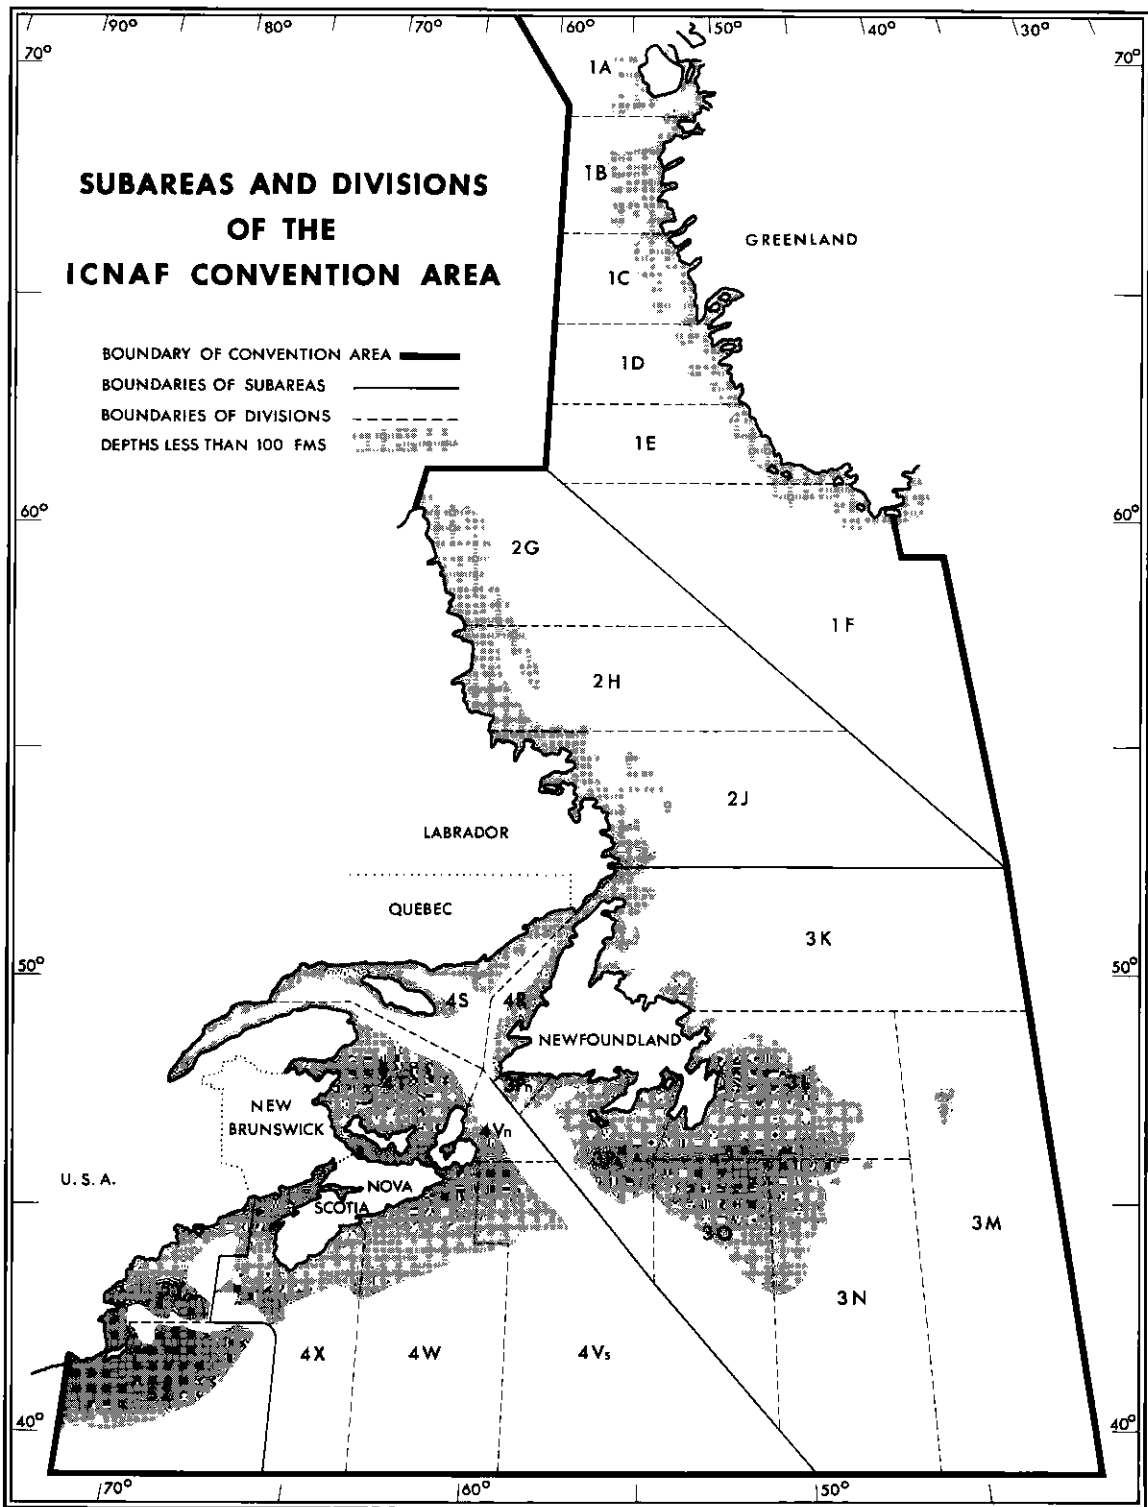 90° 80° 70° 60° 50° 40° 30°
70° 70°
1A
SUBAREAS AND DIVISIONS
OF THE
ICNAF CONVENTION AREA
1B
GREENLAND
1C
BOUNDARY OF CONVENTION AREA
BOUNDARIES OF SUBAREAS
BOUNDARIES OF DIVISIONS
DEPTHS LESS THAN 100 FMS
1D
1E
60° 60°
2G
1F
2H
2J
LABRADOR
QUEBEC
3K
50° 50°
4S 4R
NEWFOUNDLAND
4T 3Pn 3L
NEW
BRUNSWICK
4Vn
U.S.A.
NOVA
SCOTIA
3O
3M
3N
4X 4W 4Vs
40° 40°
70° 60° 50°